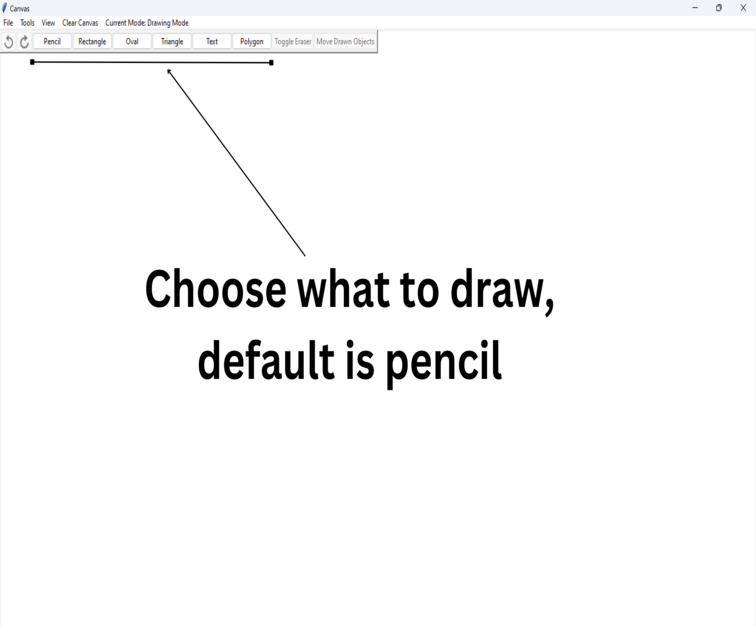 Canvas
File Tools View Clear Canvas Current Mode: Drawing Mode
Pencil Rectangle Oval Triangle Text Polygon Toggle Eraser Move Drawn Objects
Choose what to draw,
default is pencil